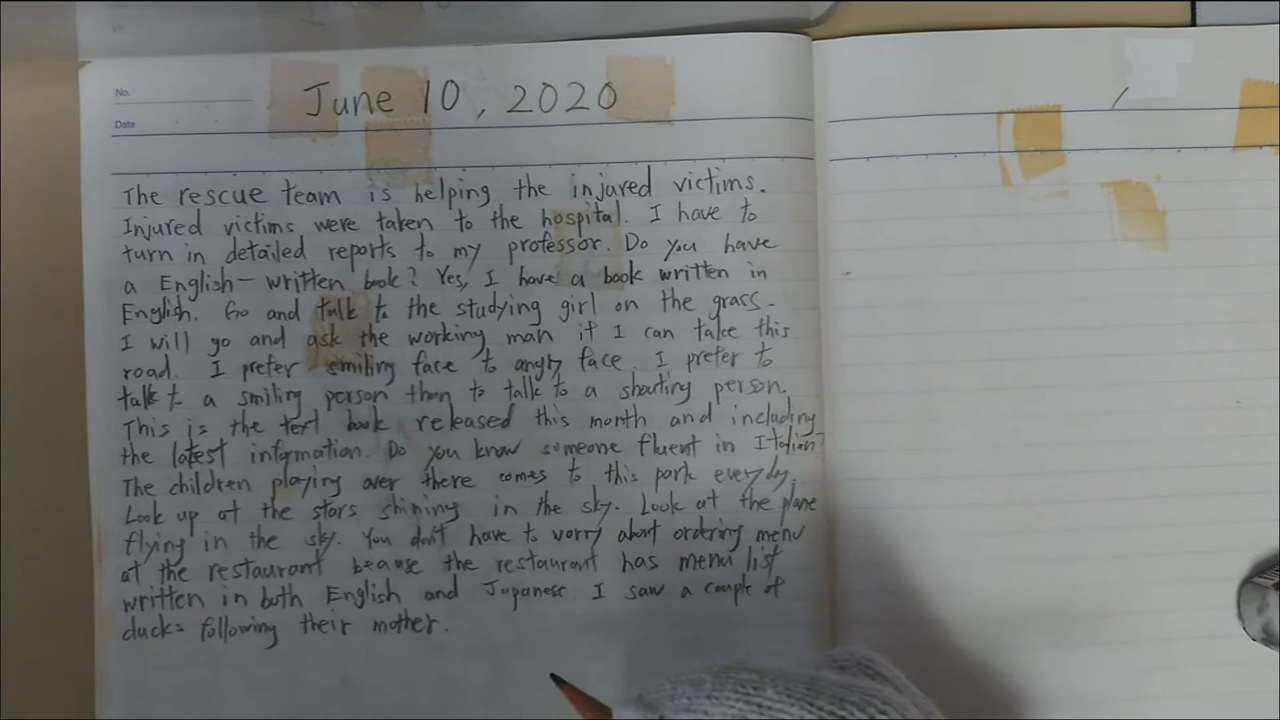 No.
June 10, 2020
Date
The rescue team is helping the injured victims.
Injured victims were taken to the hospital. I have to
turn in detailed reports to my professor. Do you have
a English-written book? Yes, I have a book written in
English. Go and talk to the studying girl on the grass.
I will go and ask the working man if I can take this
road. I prefer smiling face to angry face. I prefer to
talk to a smiling person than to talk to a shouting person.
This is the text book released this month and including
the latest information. Do you know someone fluent in Italian?
The children playing over there comes to this park everyday.
Look up at the stars shining in the sky. Look at the plane
flying in the sky. You don't have to worry about ordering menu
at the restaurant because the restaurant has menu list
written in both English and Japanese. I saw a couple of
ducks following their mother.